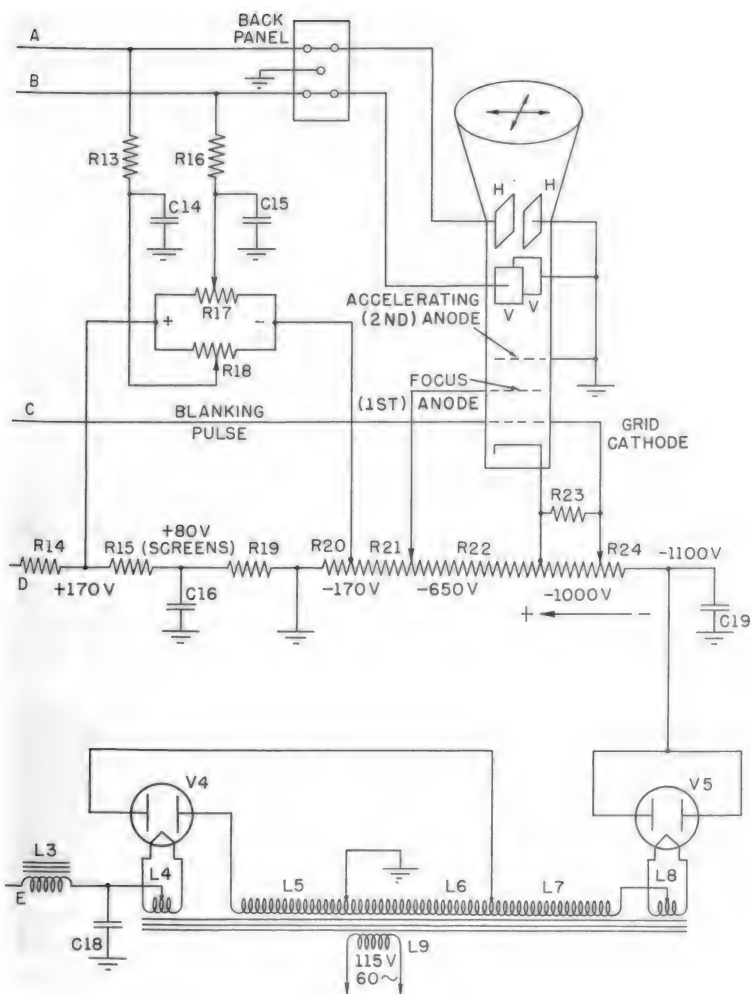 BACK
PANEL
A
B
R13
R16
C14
C15
H H
+ R17 -
R18
ACCELERATING
(2ND) ANODE
V V
FOCUS
(1ST) ANODE
C
BLANKING
PULSE
GRID
CATHODE
R23
R14
R15
+80V
(SCREENS)
R19
R20
R21
R22
R24
-1100V
D
+170V
C16
-170V
-650V
-1000V
+ -
C19
V4
V5
L3
L4
L5
L6
L7
L8
E
C18
L9
115V
60~